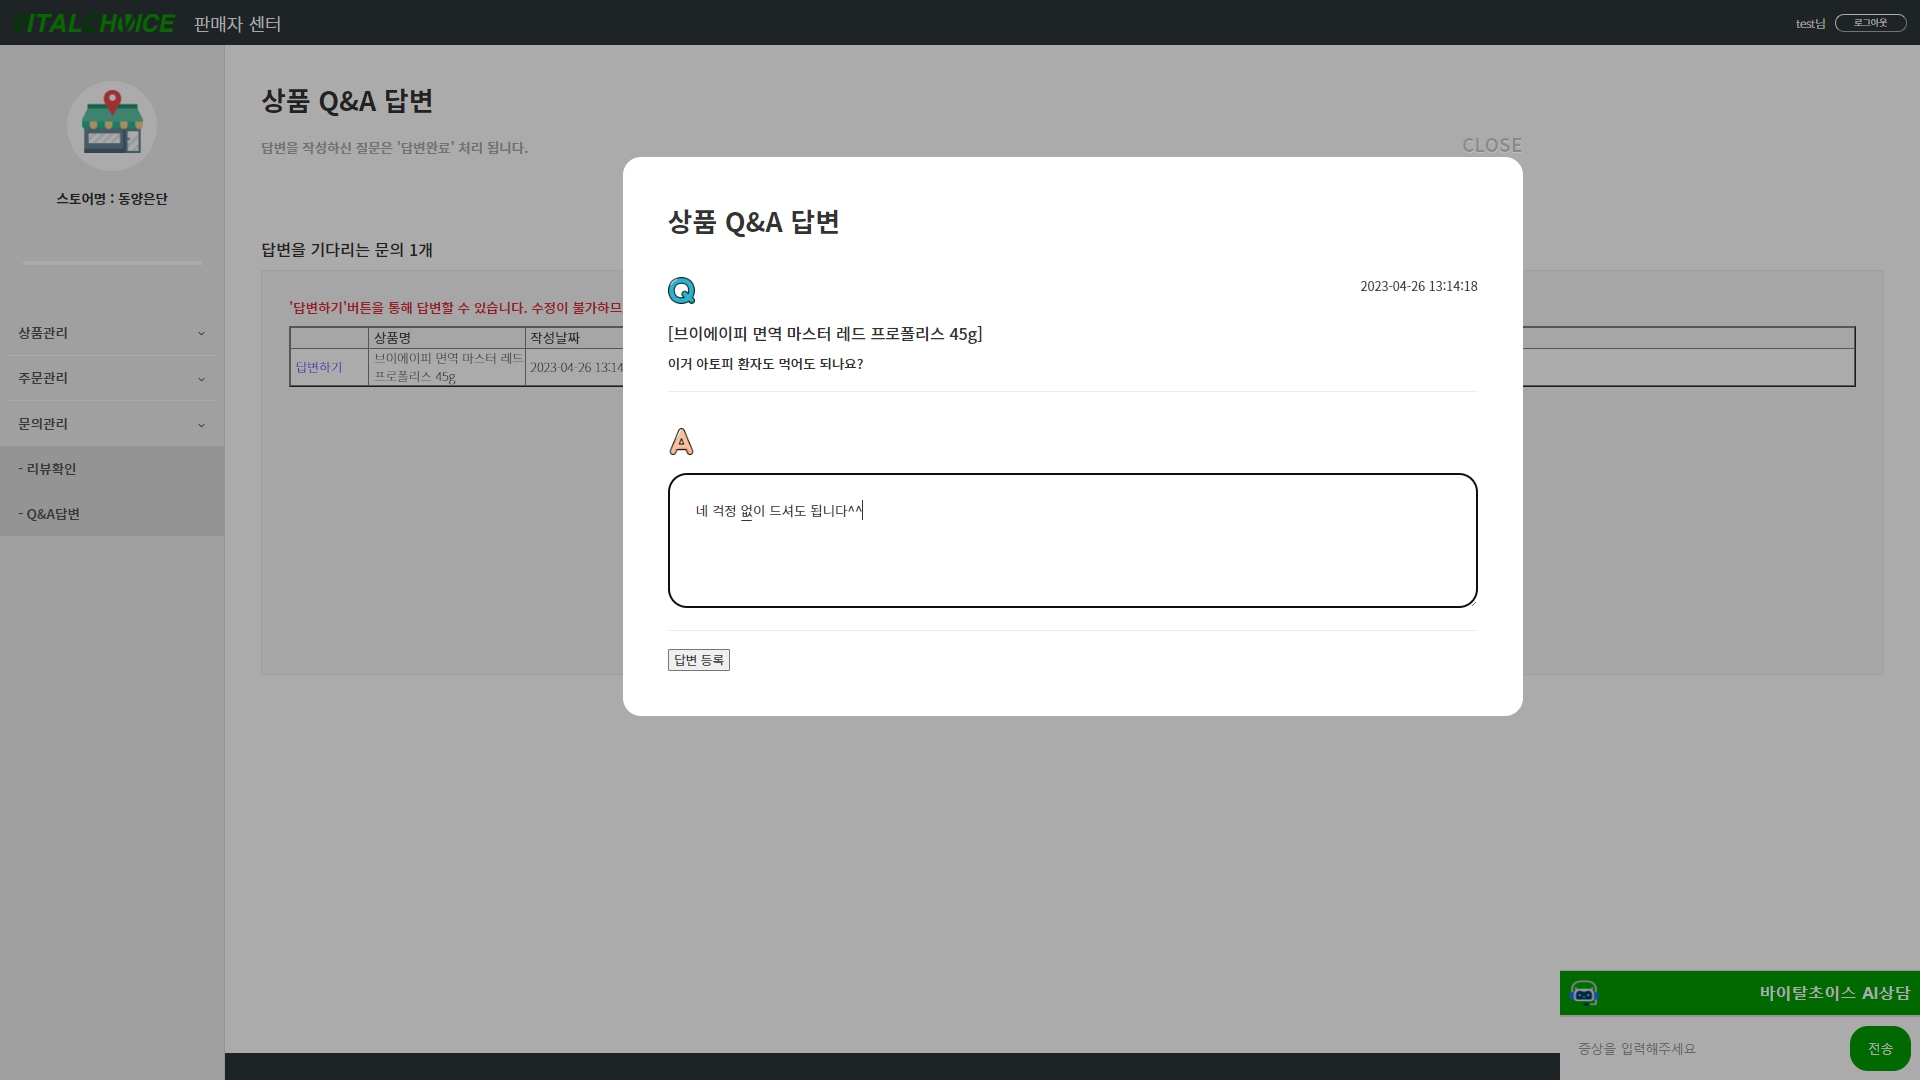 VITALCHOICE 판매자 센터
test님 로그아웃
스토어명 : 동양은단
상품관리
주문관리
문의관리
- 리뷰확인
- Q&A답변
상품 Q&A 답변
답변을 작성하신 질문은 '답변완료' 처리 됩니다.
답변을 기다리는 문의 1개
'답변하기'버튼을 통해 답변할 수 있습니다. 수정이 불가하므
상품명 작성날짜
답변하기 브이에이피 면역 마스터 레드 프로폴리스 45g 2023-04-26 13:14
CLOSE
상품 Q&A 답변
Q
2023-04-26 13:14:18
[브이에이피 면역 마스터 레드 프로폴리스 45g]
이거 아토피 환자도 먹어도 되나요?
A
네 걱정 없이 드셔도 됩니다^^
답변 등록
바이탈초이스 AI상담
증상을 입력해주세요
전송